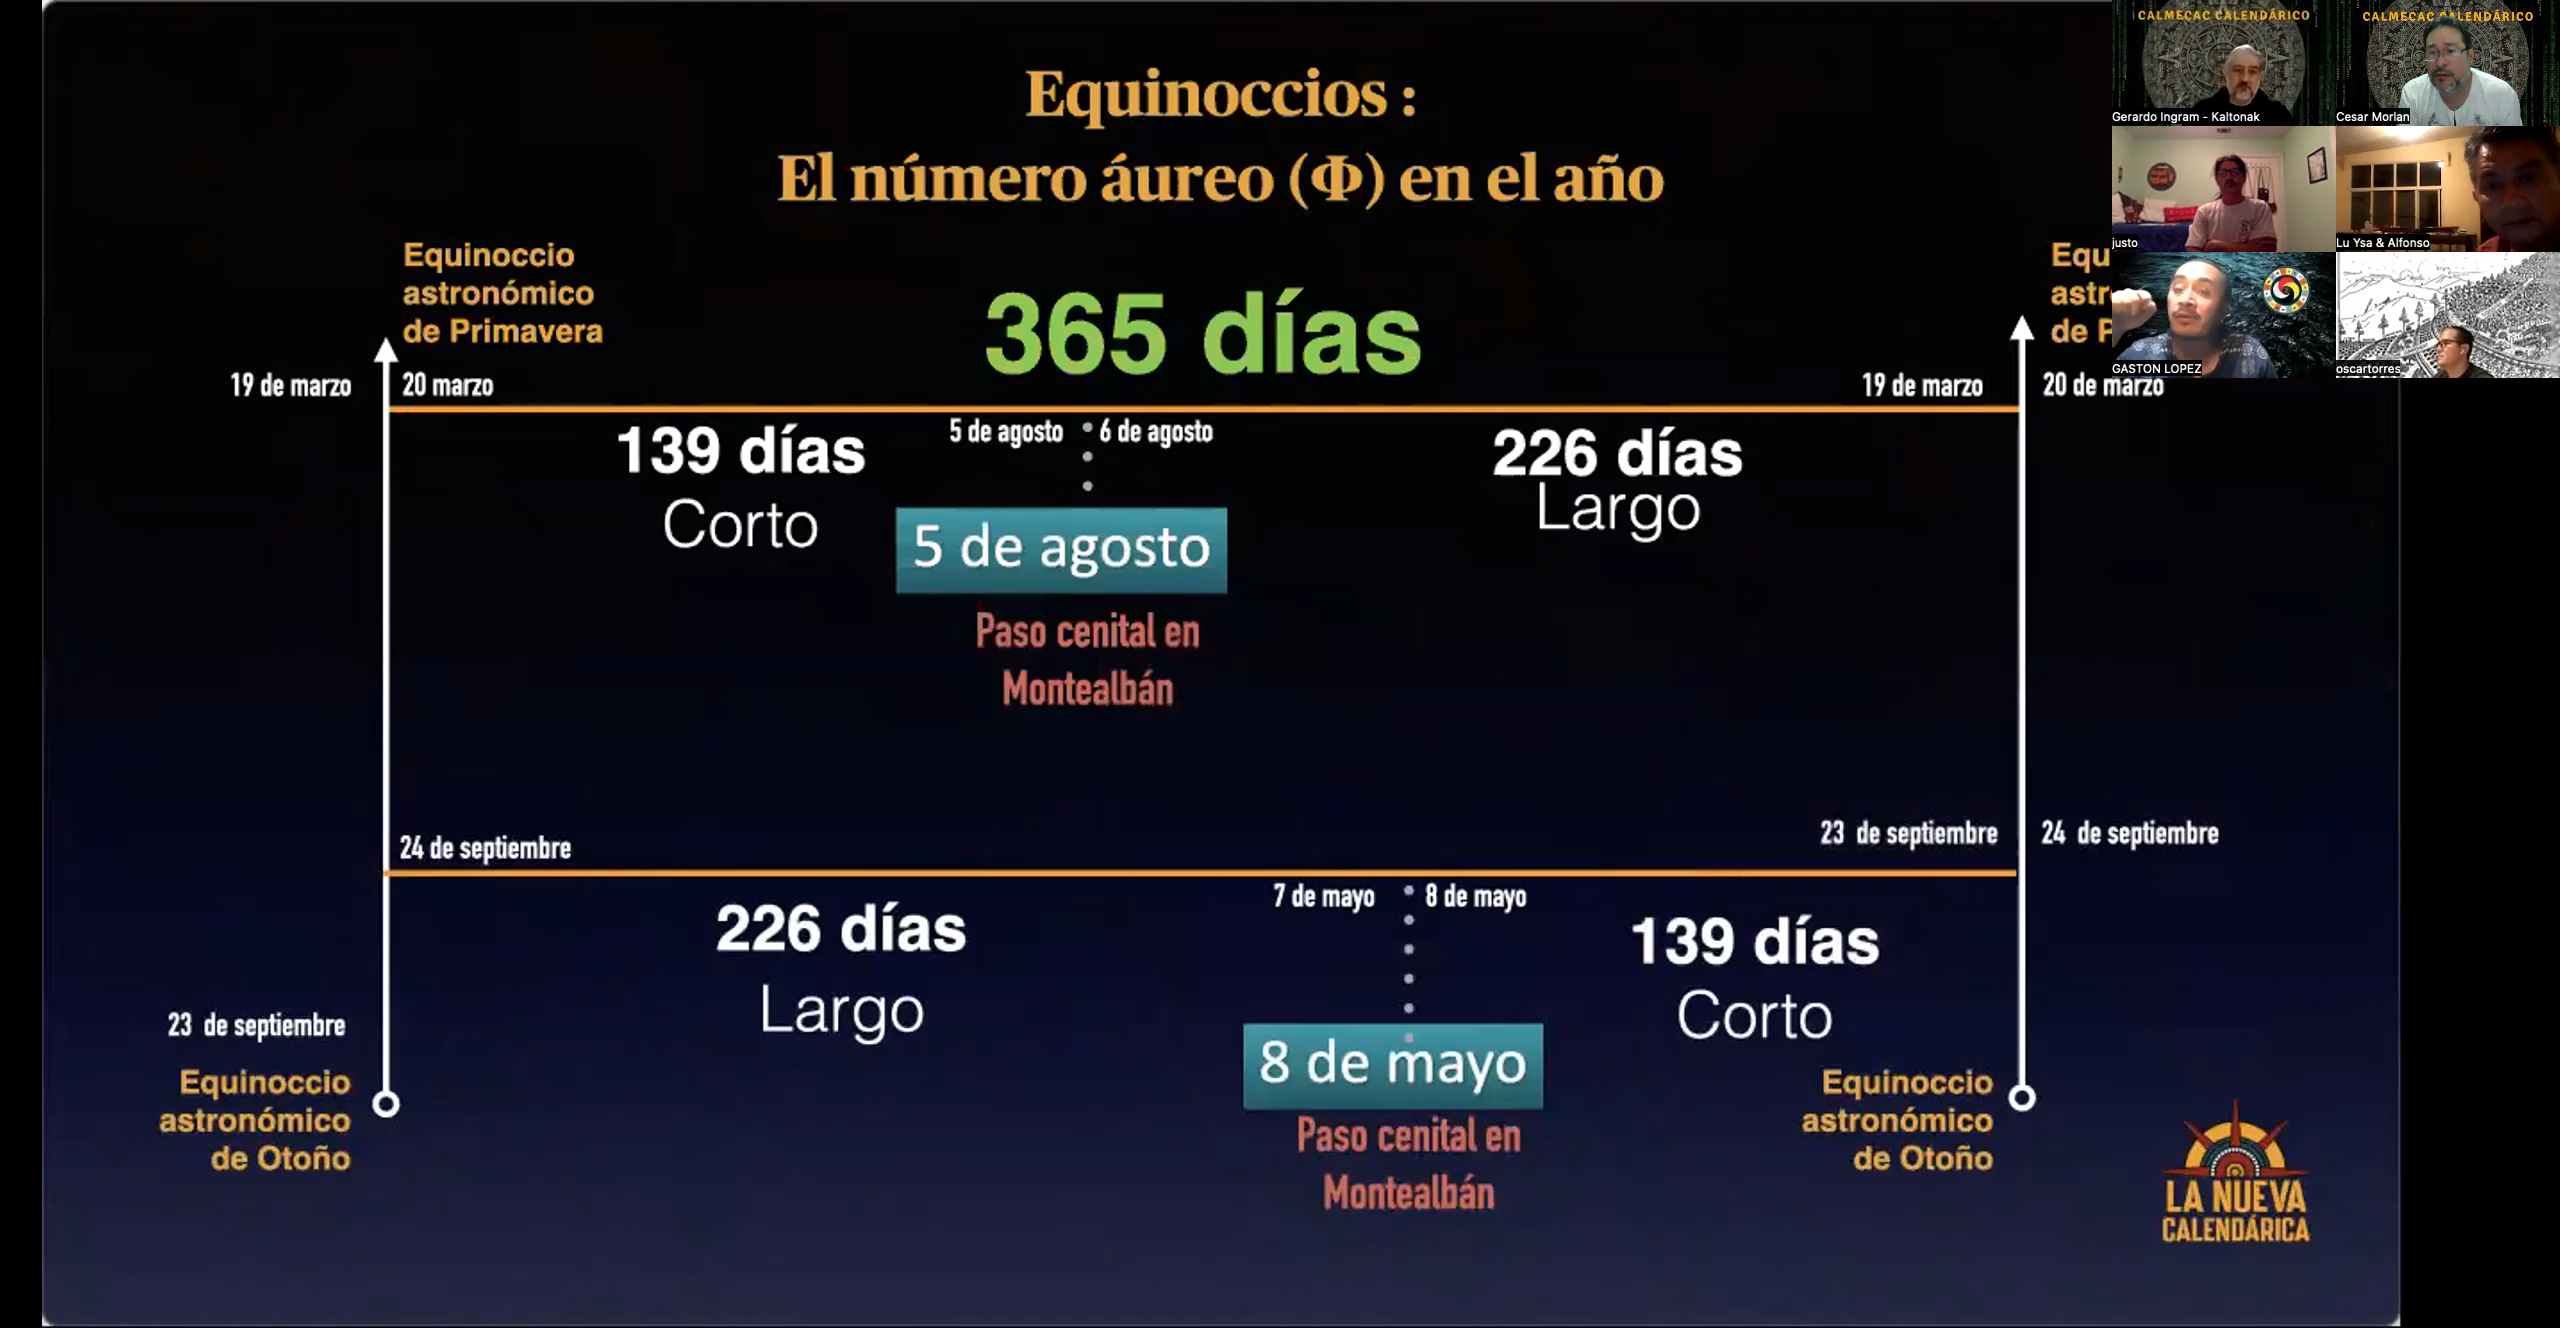 Equinoccios :
El número áureo (Φ) en el año
CALMECAC CALENDÁRICO
Gerardo Ingram - Kaltonak
CALMECAC CALENDÁRICO
Cesar Morlan
justo
Lu Ysa & Alfonso
GASTON LOPEZ
oscartorres
Equinoccio
astronómico
de Primavera
365 días
Equ
astr
de P
19 de marzo
20 marzo
19 de marzo
20 de marzo
139 días
Corto
5 de agosto
6 de agosto
226 días
Largo
5 de agosto
Paso cenital en
Montealbán
24 de septiembre
23 de septiembre
24 de septiembre
226 días
Largo
7 de mayo
8 de mayo
139 días
Corto
8 de mayo
Paso cenital en
Montealbán
23 de septiembre
Equinoccio
astronómico
de Otoño
Equinoccio
astronómico
de Otoño
LA NUEVA
CALENDÁRICA